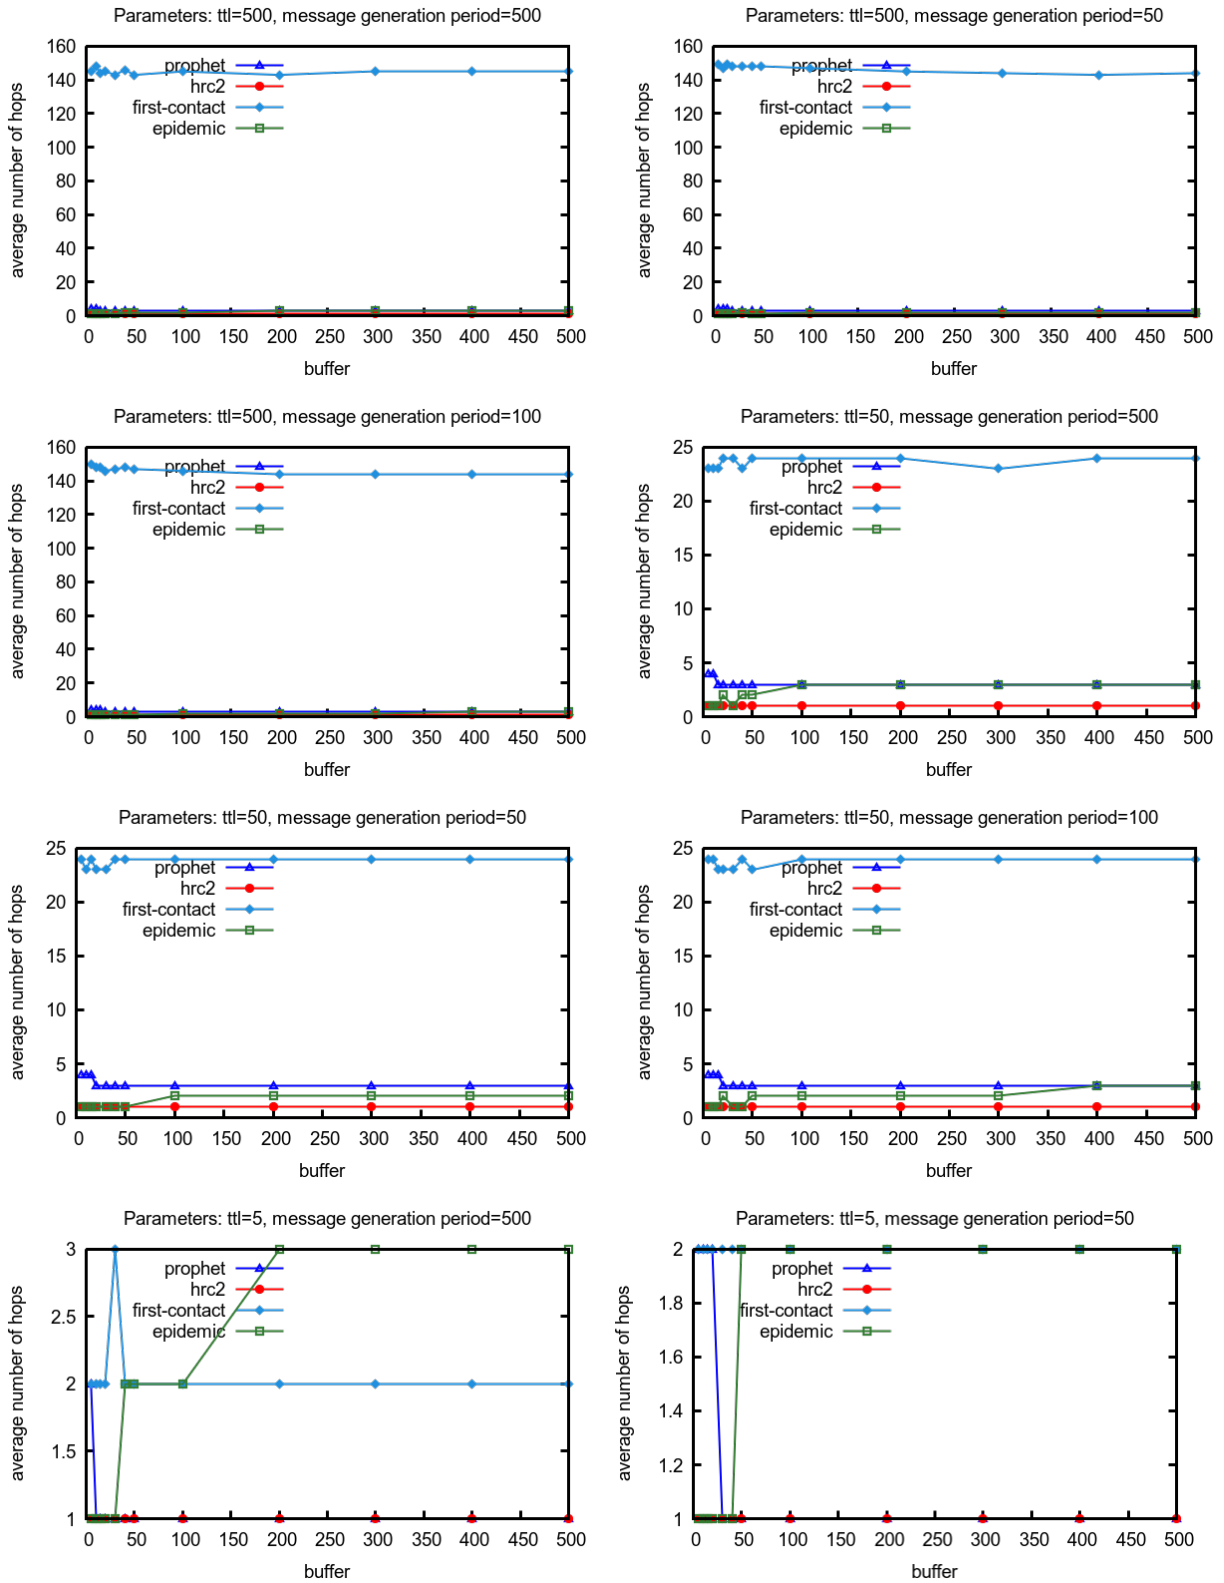 Parameters: ttl=500, message generation period=500
160
140
120
100
80
60
40
20
0
average number of hops
prophet
hrc2
first-contact
epidemic
0 50 100 150 200 250 300 350 400 450 500
buffer
Parameters: ttl=500, message generation period=50
160
140
120
100
80
60
40
20
0
average number of hops
prophet
hrc2
first-contact
epidemic
0 50 100 150 200 250 300 350 400 450 500
buffer
Parameters: ttl=500, message generation period=100
160
140
120
100
80
60
40
20
0
average number of hops
prophet
hrc2
first-contact
epidemic
0 50 100 150 200 250 300 350 400 450 500
buffer
Parameters: ttl=50, message generation period=500
25
20
15
10
5
0
average number of hops
prophet
hrc2
first-contact
epidemic
0 50 100 150 200 250 300 350 400 450 500
buffer
Parameters: ttl=50, message generation period=50
25
20
15
10
5
0
average number of hops
prophet
hrc2
first-contact
epidemic
0 50 100 150 200 250 300 350 400 450 500
buffer
Parameters: ttl=50, message generation period=100
25
20
15
10
5
0
average number of hops
prophet
hrc2
first-contact
epidemic
0 50 100 150 200 250 300 350 400 450 500
buffer
Parameters: ttl=5, message generation period=500
3
2.5
2
1.5
1
average number of hops
prophet
hrc2
first-contact
epidemic
0 50 100 150 200 250 300 350 400 450 500
buffer
Parameters: ttl=5, message generation period=50
2
1.8
1.6
1.4
1.2
1
average number of hops
prophet
hrc2
first-contact
epidemic
0 50 100 150 200 250 300 350 400 450 500
buffer